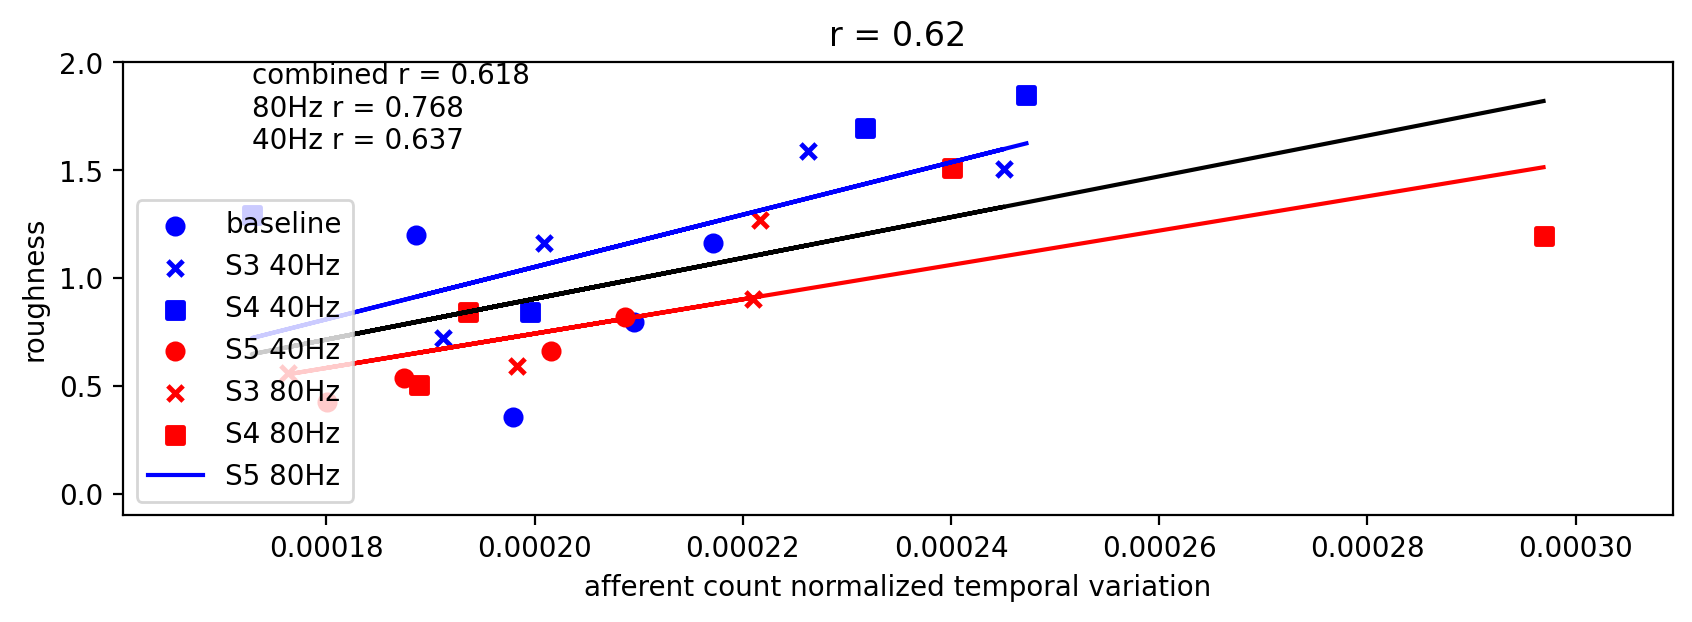 r = 0.62
combined r = 0.618
80Hz r = 0.768
40Hz r = 0.637
2.0
1.5
1.0
0.5
0.0
roughness
baseline
S3 40Hz
S4 40Hz
S5 40Hz
S3 80Hz
S4 80Hz
S5 80Hz
0.00018 0.00020 0.00022 0.00024 0.00026 0.00028 0.00030
afferent count normalized temporal variation